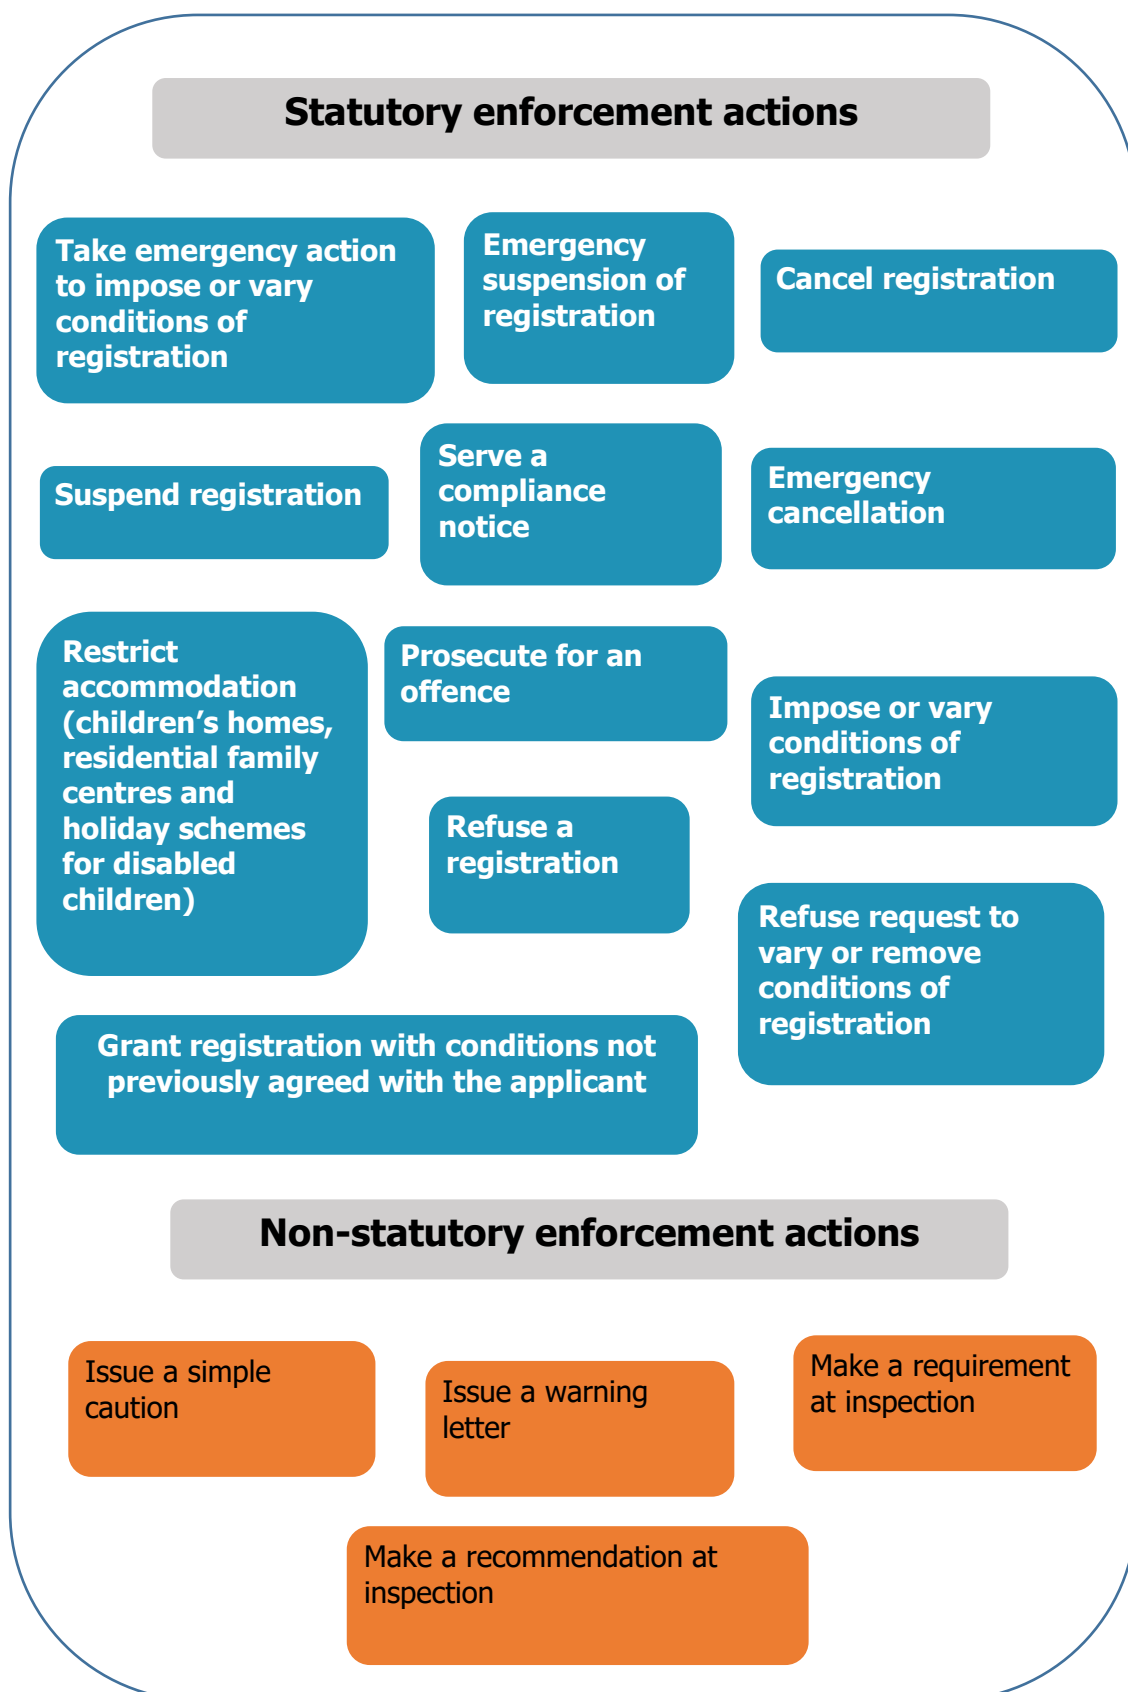 Statutory enforcement actions
Take emergency action
to impose or vary
conditions of
registration
Emergency
suspension of
registration
Cancel registration
Suspend registration
Serve a
compliance
notice
Emergency
cancellation
Restrict
accommodation
(children’s homes,
residential family
centres and
holiday schemes
for disabled
children)
Prosecute for an
offence
Impose or vary
conditions of
registration
Refuse a
registration
Refuse request to
vary or remove
conditions of
registration
Grant registration with conditions not
previously agreed with the applicant
Non-statutory enforcement actions
Issue a simple
caution
Issue a warning
letter
Make a requirement
at inspection
Make a recommendation at
inspection